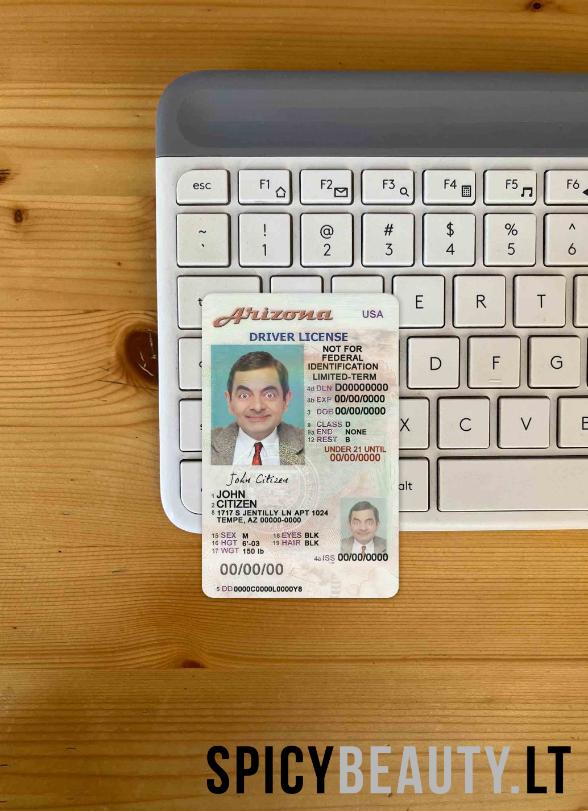 esc F1 F2 F3 F4 F5 F6
~ ! @ # $ % ^
` 1 2 3 4 5 6
E R T
D F G
X C V
alt
Arizona USA
DRIVER LICENSE
NOT FOR
FEDERAL
IDENTIFICATION
LIMITED-TERM
4d DLN D00000000
4b EXP 00/00/0000
3 DOB 00/00/0000
9 CLASS D
9a END NONE
12 REST B
UNDER 21 UNTIL
00/00/0000
John Citizen
1 JOHN
2 CITIZEN
8 1717 S JENTILLY LN APT 1024
TEMPE, AZ 00000-0000
15 SEX M 18 EYES BLK
16 HGT 6'-03 19 HAIR BLK
17 WGT 150 lb
4a ISS 00/00/0000
00/00/00
5 DD 0000C0000L0000Y8
SPICYBEAUTY.LT